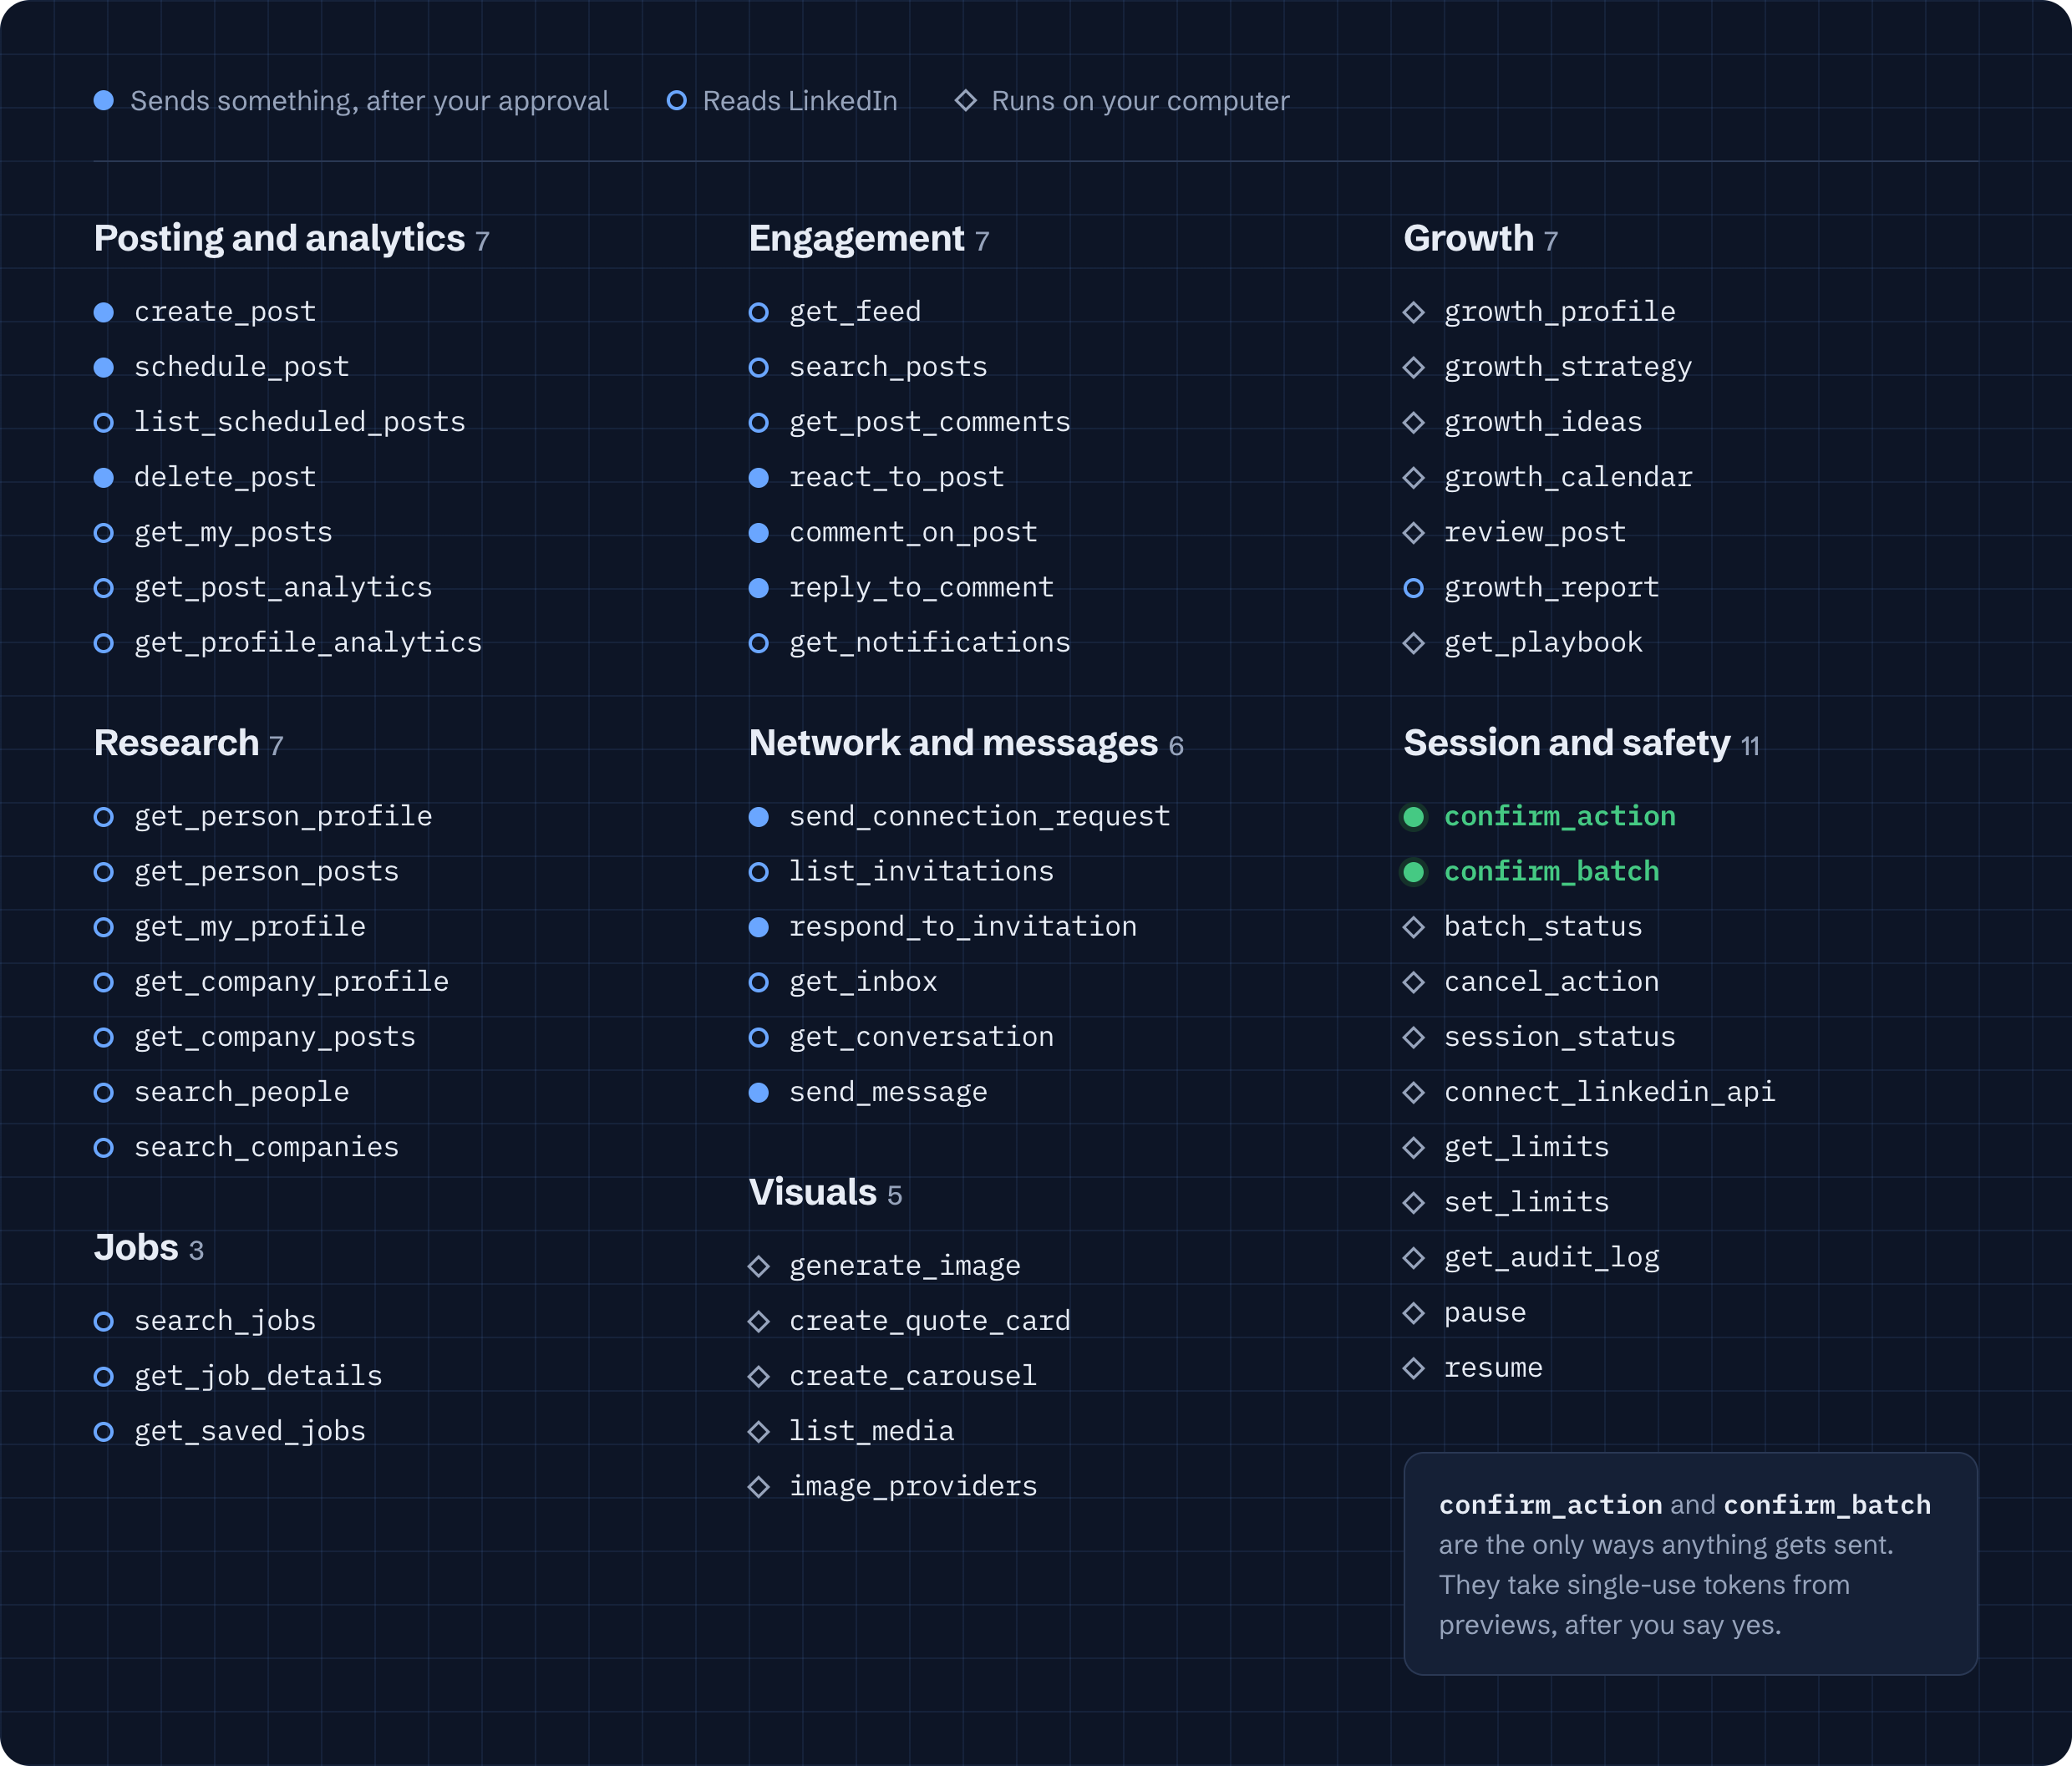 Sends something, after your approval
Reads LinkedIn
Runs on your computer
Posting and analytics 7
create_post
schedule_post
list_scheduled_posts
delete_post
get_my_posts
get_post_analytics
get_profile_analytics
Research 7
get_person_profile
get_person_posts
get_my_profile
get_company_profile
get_company_posts
search_people
search_companies
Jobs 3
search_jobs
get_job_details
get_saved_jobs
Engagement 7
get_feed
search_posts
get_post_comments
react_to_post
comment_on_post
reply_to_comment
get_notifications
Network and messages 6
send_connection_request
list_invitations
respond_to_invitation
get_inbox
get_conversation
send_message
Visuals 5
generate_image
create_quote_card
create_carousel
list_media
image_providers
Growth 7
growth_profile
growth_strategy
growth_ideas
growth_calendar
review_post
growth_report
get_playbook
Session and safety 11
confirm_action
confirm_batch
batch_status
cancel_action
session_status
connect_linkedin_api
get_limits
set_limits
get_audit_log
pause
resume
confirm_action and confirm_batch
are the only ways anything gets sent.
They take single-use tokens from
previews, after you say yes.